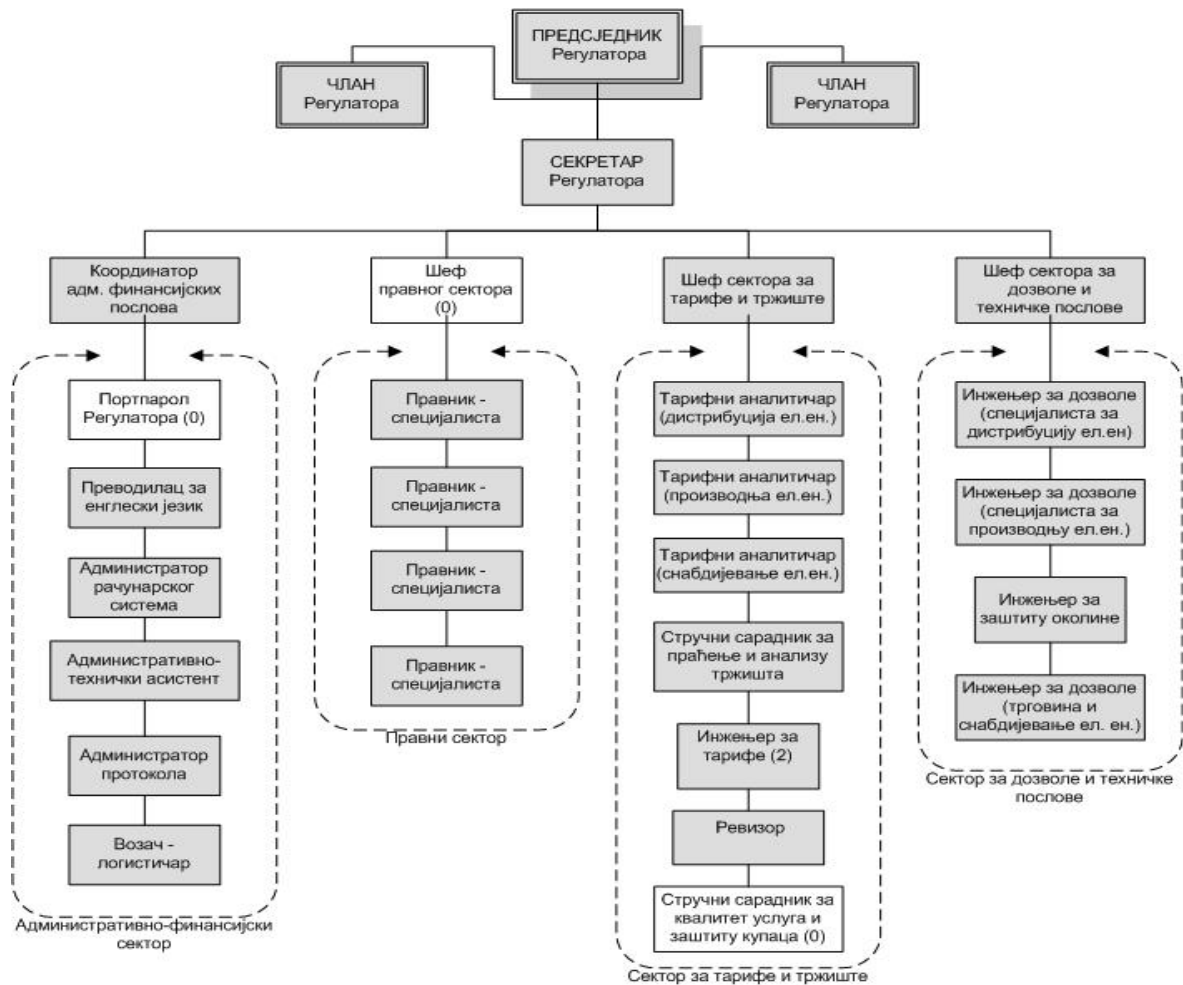 ПРЕДСЈЕДНИК
Регулатора
ЧЛАН
Регулатора
ЧЛАН
Регулатора
СЕКРЕТАР
Регулатора
Координатор
адм. финансијских
послова
Шеф
правног сектора
(0)
Шеф сектора за
тарифе и тржиште
Шеф сектора за
дозволе и
техничке послове
Портпарол
Регулатора (0)
Преводилац за
енглески језик
Администратор
рачунарског
система
Административно-
технички асистент
Администратор
протокола
Возач -
логистичар
Административно-финансијски
сектор
Правник -
специјалиста
Правник -
специјалиста
Правник -
специјалиста
Правник -
специјалиста
Правни сектор
Тарифни аналитичар
(дистрибуција ел.ен.)
Тарифни аналитичар
(производња ел.ен.)
Тарифни аналитичар
(снабдијевање ел.ен.)
Стручни сарадник за
праћење и анализу
тржишта
Инжењер за
тарифе (2)
Ревизор
Стручни сарадник за
квалитет услуга и
заштиту купаца (0)
Сектор за тарифе и тржиште
Инжењер за дозволе
(специјалиста за
дистрибуцију ел.ен)
Инжењер за дозволе
(специјалиста за
производњу ел.ен.)
Инжењер за
заштиту околине
Инжењер за дозволе
(трговина и
снабдијевање ел. ен.)
Сектор за дозволе и техничке
послове